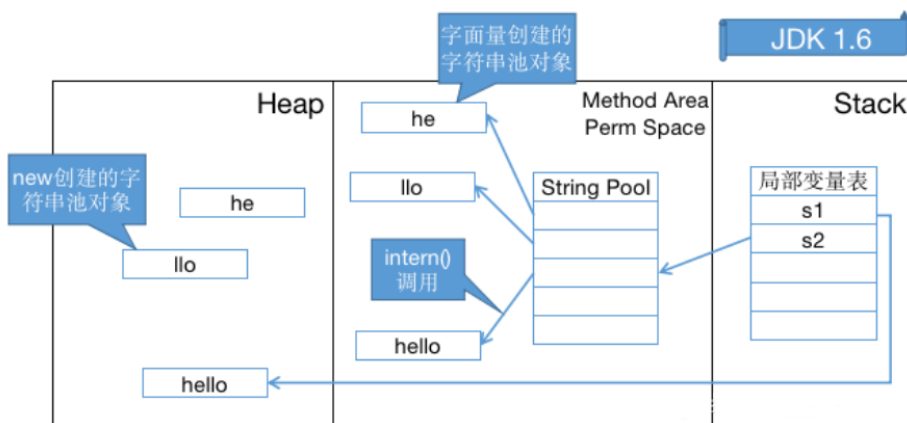 JDK 1.6
字面量创建的
字符串池对象
Heap
Method Area
Perm Space
Stack
he
new创建的字
符串池对象
he
llo
llo
String Pool
局部变量表
s1
s2
intern()
调用
hello
hello